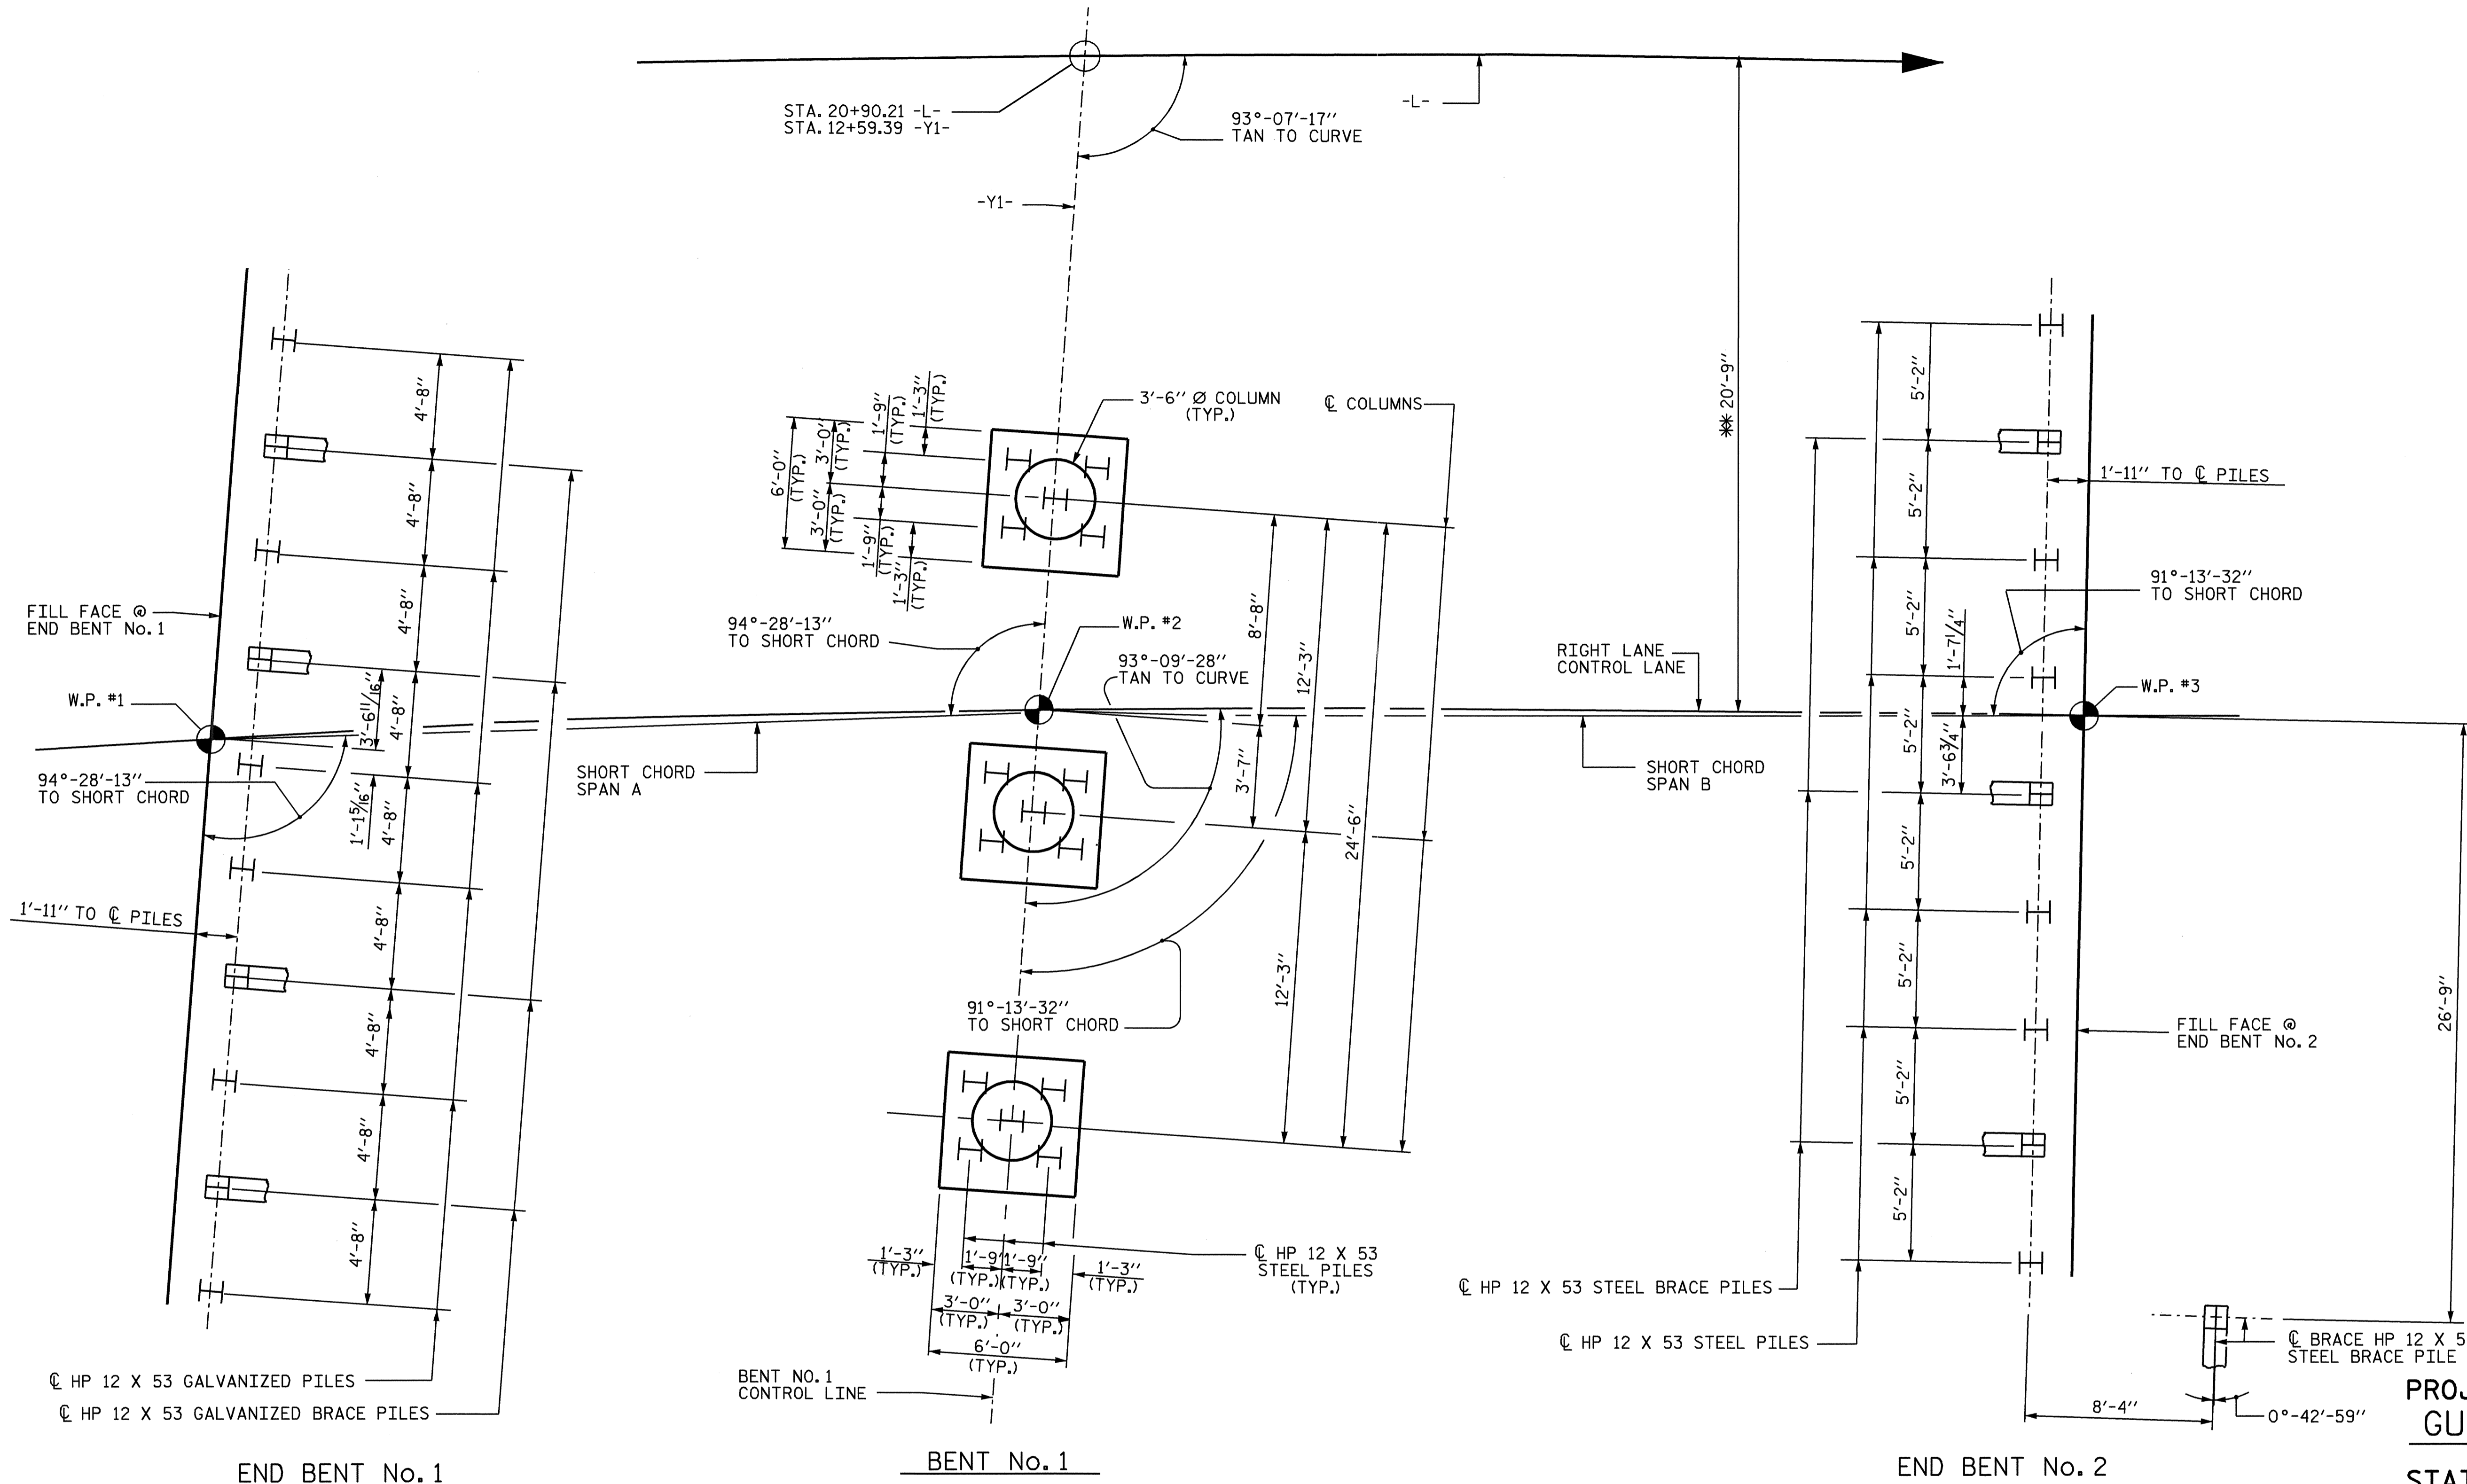 STA. 20+90.21 -L-
STA. 12+59.39 -Y1-
93°-07'-17"
TAN TO CURVE
-L-
-Y1-
⁎⁎ 20'-9"
3'-6" Ø COLUMN
(TYP.)
℄ COLUMNS
1'-3"
(TYP.)
1'-9"
(TYP.)
3'-0"
(TYP.)
6'-0"
(TYP.)
3'-0"
(TYP.)
1'-9"
(TYP.)
1'-3"
(TYP.)
4'-8"
4'-8"
4'-8"
4'-8"
4'-8"
4'-8"
4'-8"
4'-8"
4'-8"
3'-6 11/16"
1'-1 5/16"
FILL FACE @
END BENT No. 1
W.P. #1
94°-28'-13"
TO SHORT CHORD
1'-11" TO ℄ PILES
℄ HP 12 X 53 GALVANIZED PILES
℄ HP 12 X 53 GALVANIZED BRACE PILES
END BENT No. 1
SHORT CHORD
SPAN A
94°-28'-13"
TO SHORT CHORD
W.P. #2
93°-09'-28"
TAN TO CURVE
8'-8"
12'-3"
3'-7"
24'-6"
12'-3"
91°-13'-32"
TO SHORT CHORD
1'-3"
(TYP.)
1'-9"
(TYP.)
1'-9"
(TYP.)
1'-3"
(TYP.)
3'-0"
(TYP.)
3'-0"
(TYP.)
6'-0"
(TYP.)
℄ HP 12 X 53
STEEL PILES
(TYP.)
BENT NO. 1
CONTROL LINE
BENT No. 1
RIGHT LANE
CONTROL LANE
SHORT CHORD
SPAN B
5'-2"
5'-2"
5'-2"
5'-2"
5'-2"
5'-2"
5'-2"
5'-2"
1'-7 1/4"
3'-6 3/4"
1'-11" TO ℄ PILES
91°-13'-32"
TO SHORT CHORD
W.P. #3
FILL FACE @
END BENT No. 2
26'-9"
℄ HP 12 X 53 STEEL BRACE PILES
℄ HP 12 X 53 STEEL PILES
℄ BRACE HP 12 X 5
STEEL BRACE PILE
8'-4"
0°-42'-59"
END BENT No. 2
PROJ
GU
STAT